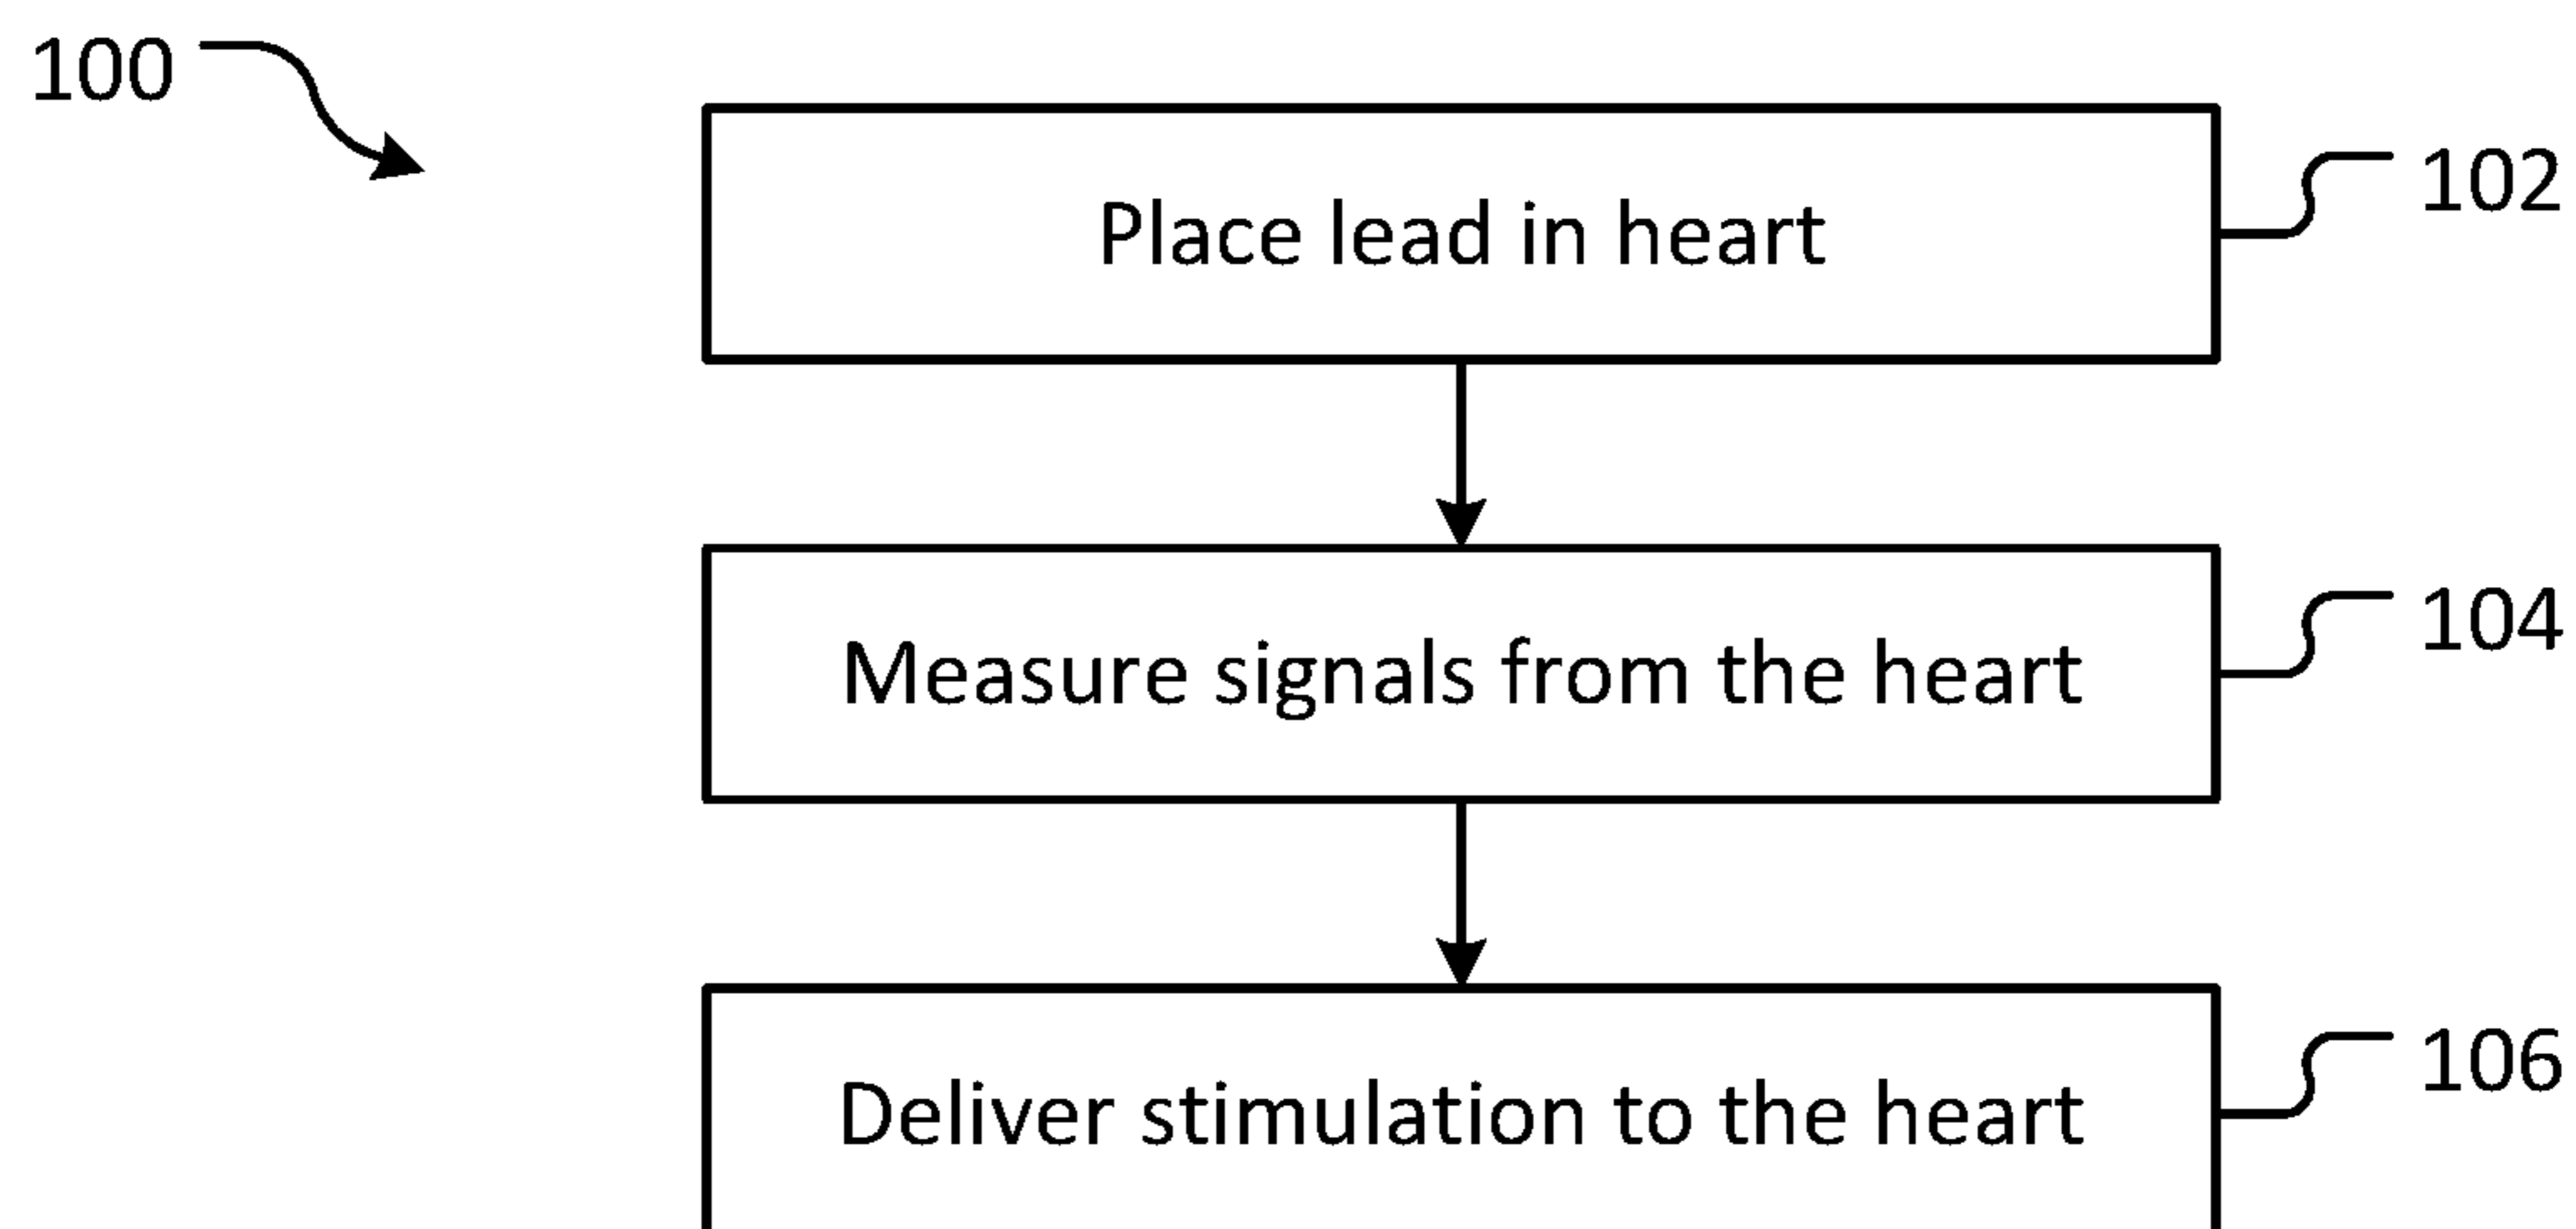 100
Place lead in heart
102
Measure signals from the heart
104
Deliver stimulation to the heart
106